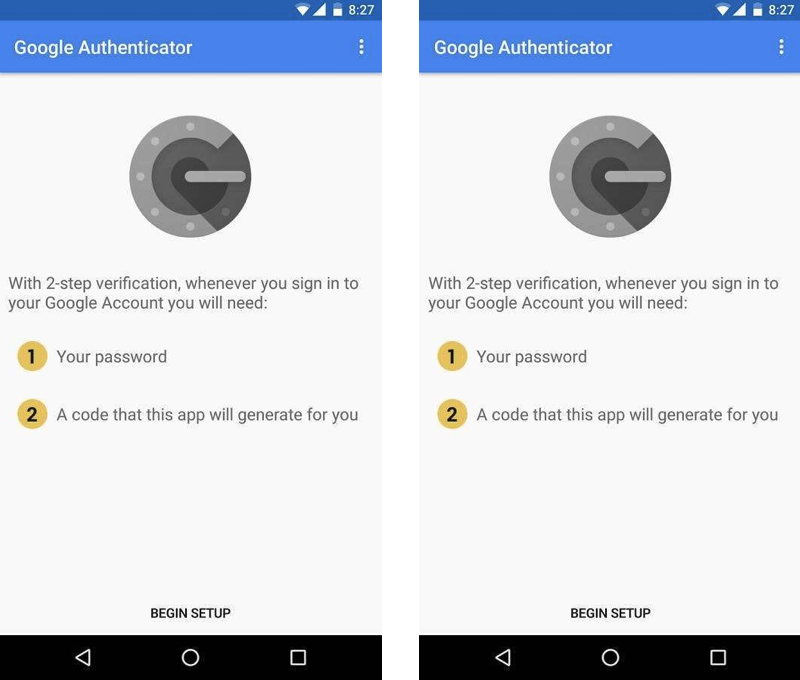 8:27
Google Authenticator
With 2-step verification, whenever you sign in to
your Google Account you will need:
1 Your password
2 A code that this app will generate for you
BEGIN SETUP
8:27
Google Authenticator
With 2-step verification, whenever you sign in to
your Google Account you will need:
1 Your password
2 A code that this app will generate for you
BEGIN SETUP